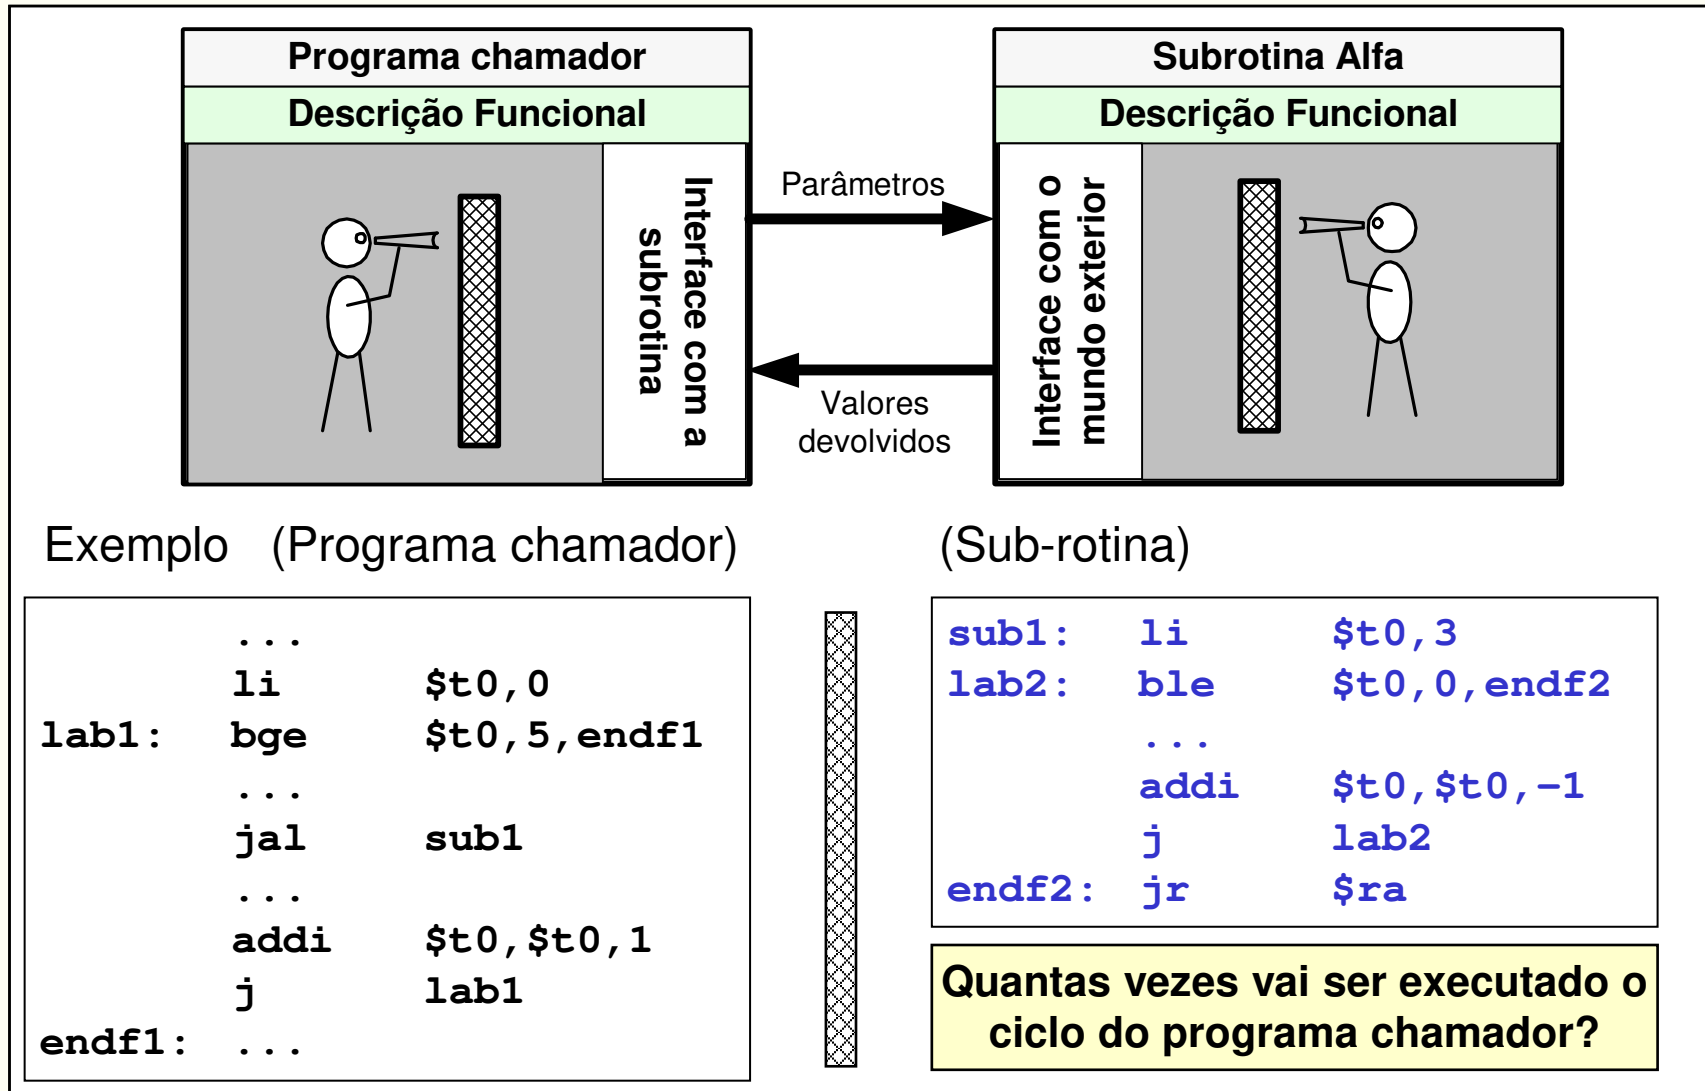 Programa chamador
Descrição Funcional
Interface com a
subrotina
Parâmetros
Valores
devolvidos
Subrotina Alfa
Descrição Funcional
Interface com o
mundo exterior
Exemplo (Programa chamador)
...
li $t0,0
lab1: bge $t0,5,endf1
...
jal sub1
...
addi $t0,$t0,1
j lab1
endf1: ...
(Sub-rotina)
sub1: li $t0,3
lab2: ble $t0,0,endf2
...
addi $t0,$t0,-1
j lab2
endf2: jr $ra
Quantas vezes vai ser executado o
ciclo do programa chamador?